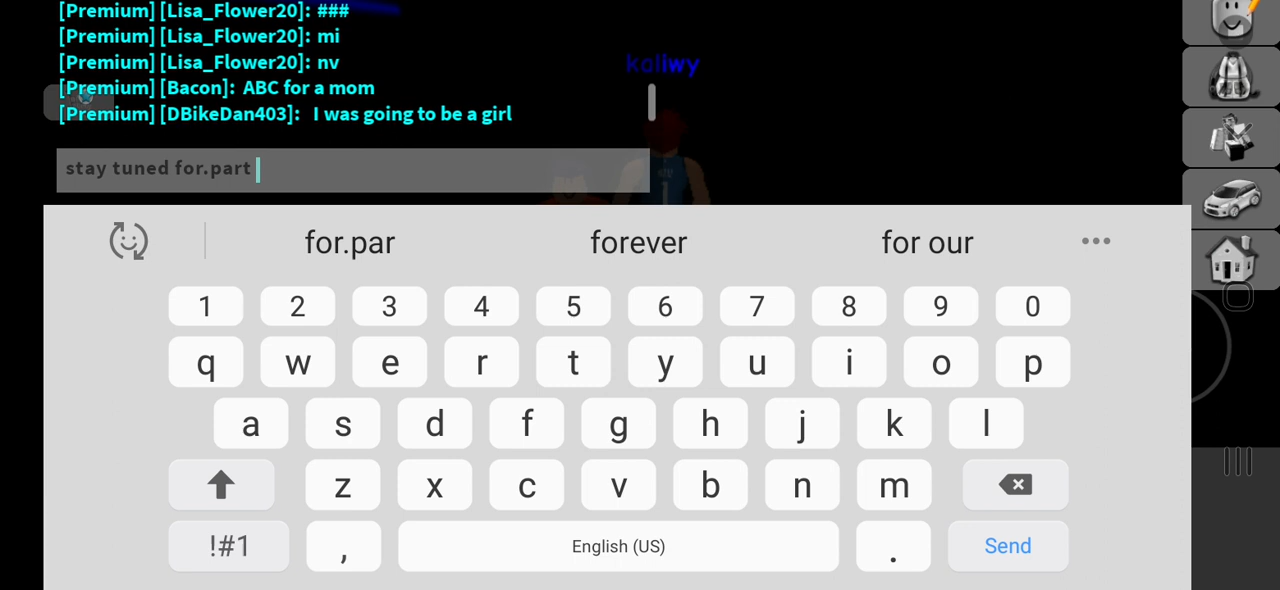 [Premium] [Lisa_Flower20]: ###
[Premium] [Lisa_Flower20]: mi
[Premium] [Lisa_Flower20]: nv
[Premium] [Bacon]: ABC for a mom
[Premium] [DBikeDan403]: I was going to be a girl
koliwy
stay tuned for.part
1
for.par forever for our •••
1 2 3 4 5 6 7 8 9 0
q w e r t y u i o p
a s d f g h j k l
z x c v b n m
!#1 , English (US) . Send